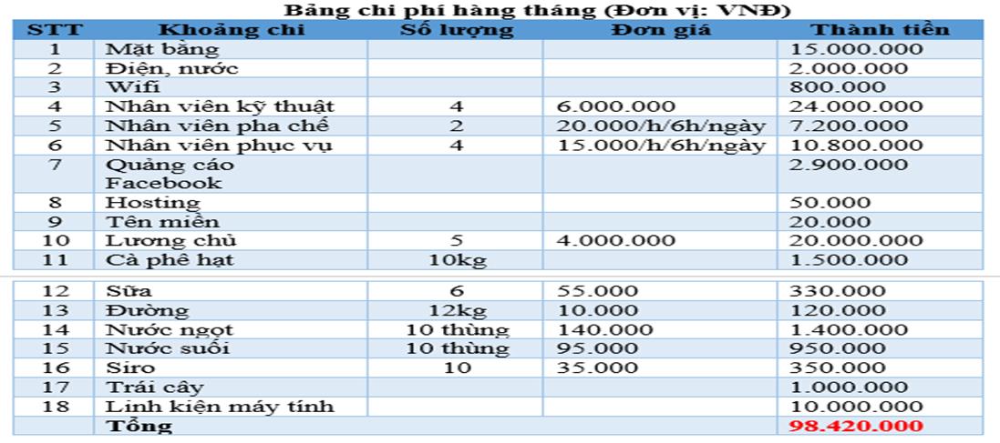 Bảng chi phí hàng tháng (Đơn vị: VNĐ)
STT Khoảng chi Số lượng Đơn giá Thành tiền
1 Mặt bằng 15.000.000
2 Điện, nước 2.000.000
3 Wifi 800.000
4 Nhân viên kỹ thuật 4 6.000.000 24.000.000
5 Nhân viên pha chế 2 20.000/h/6h/ngày 7.200.000
6 Nhân viên phục vụ 4 15.000/h/6h/ngày 10.800.000
7 Quảng cáo 2.900.000
Facebook
8 Hosting 50.000
9 Tên miền 20.000
10 Lương chủ 5 4.000.000 20.000.000
11 Cà phê hạt 10kg 1.500.000
12 Sữa 6 55.000 330.000
13 Đường 12kg 10.000 120.000
14 Nước ngọt 10 thùng 140.000 1.400.000
15 Nước suối 10 thùng 95.000 950.000
16 Siro 10 35.000 350.000
17 Trái cây 1.000.000
18 Linh kiện máy tính 10.000.000
Tổng 98.420.000